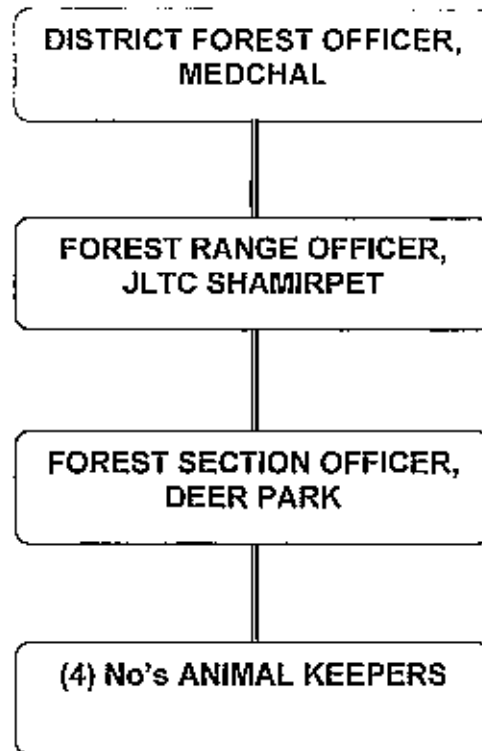 DISTRICT FOREST OFFICER,
MEDCHAL
FOREST RANGE OFFICER,
JLTC SHAMIRPET
FOREST SECTION OFFICER,
DEER PARK
(4) No's ANIMAL KEEPERS